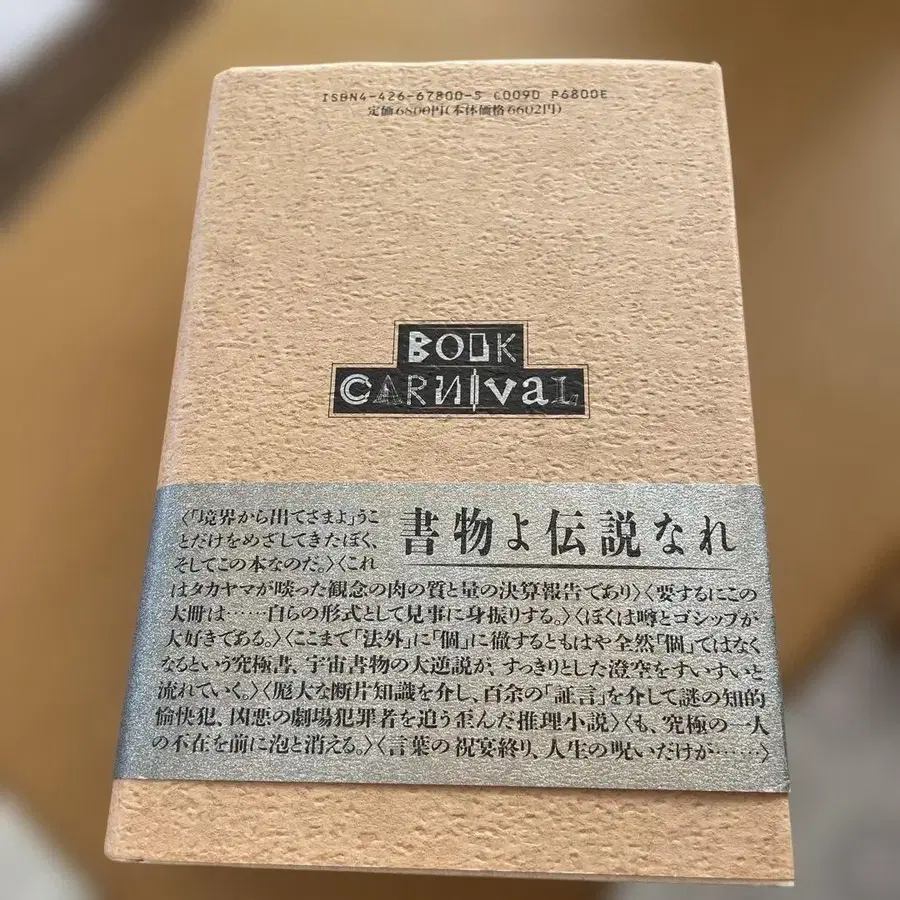 ISBN4-426-67800-5 C0090 P6800E
定価6800円(本体価格6602円)
BOOK
CARNIVAL
書物よ伝説なれ
〈「境界から出てさまよ」うこ
とだけをめざしてきたぼく、
そしてこの本なのだ。〉〈これ
はタカヤマが啖った観念の肉の質と量の決算報告であり〉〈要するにこの
大冊は……自らの形式として見事に身振りする。〉〈ぼくは噂とゴシップが
大好きである。〉〈ここまで「法外」に「個」に徹するともはや全然「個」ではなく
なるという究極書、宇宙書物の大逆説が、すっきりとした澄空をすいすいと
流れていく。〉〈厖大な断片知識を介し、百余の「証言」を介して謎の知的
愉快犯、凶悪の劇場犯罪者を追う歪んだ推理小説〉〈も、究極の一人
の不在を前に泡と消える。〉〈言葉の祝宴終り、人生の呪いだけが……〉